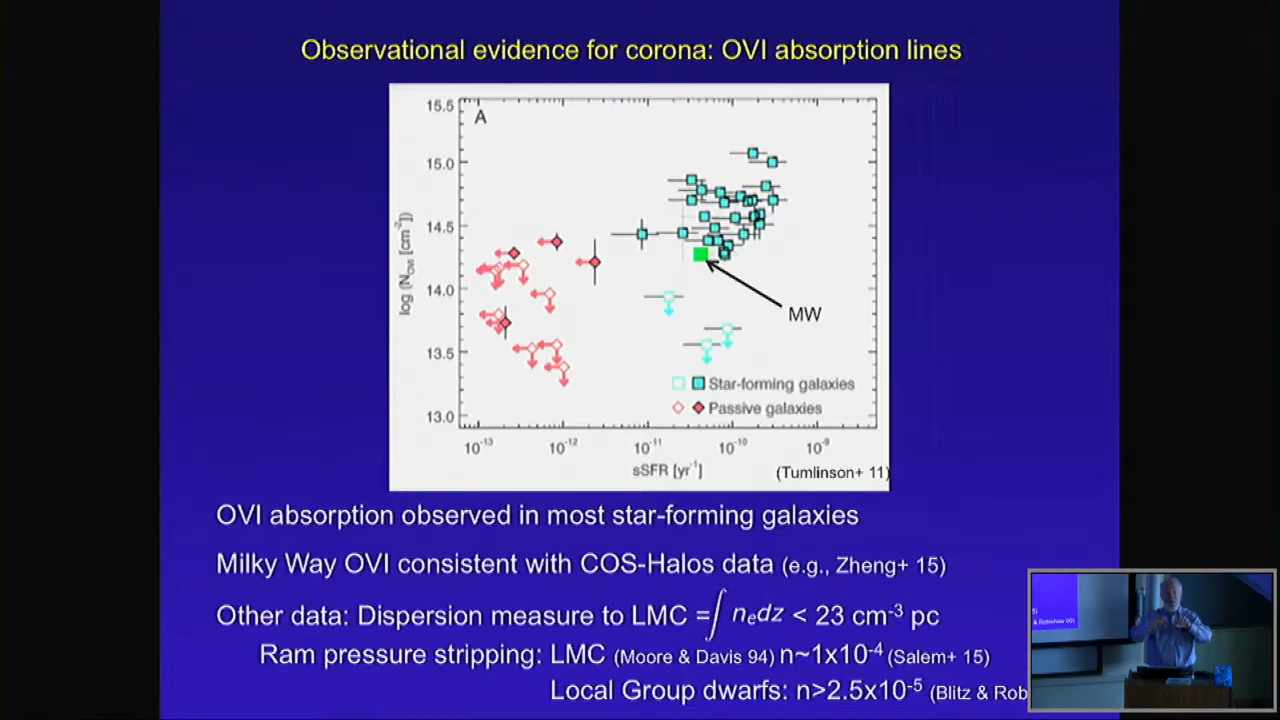 Observational evidence for corona: OVI absorption lines
A
15.5
15.0
14.5
14.0
13.5
13.0
log (N_OVI [cm⁻²])
MW
Star-forming galaxies
Passive galaxies
10⁻¹³ 10⁻¹² 10⁻¹¹ 10⁻¹⁰ 10⁻⁹
sSFR [yr⁻¹]
(Tumlinson+ 11)
OVI absorption observed in most star-forming galaxies
Milky Way OVI consistent with COS-Halos data (e.g., Zheng+ 15)
Other data: Dispersion measure to LMC =∫ nₑdz < 23 cm⁻³ pc
Ram pressure stripping: LMC (Moore & Davis 94) n~1x10⁻⁴ (Salem+ 15)
Local Group dwarfs: n>2.5x10⁻⁵ (Blitz & Rob